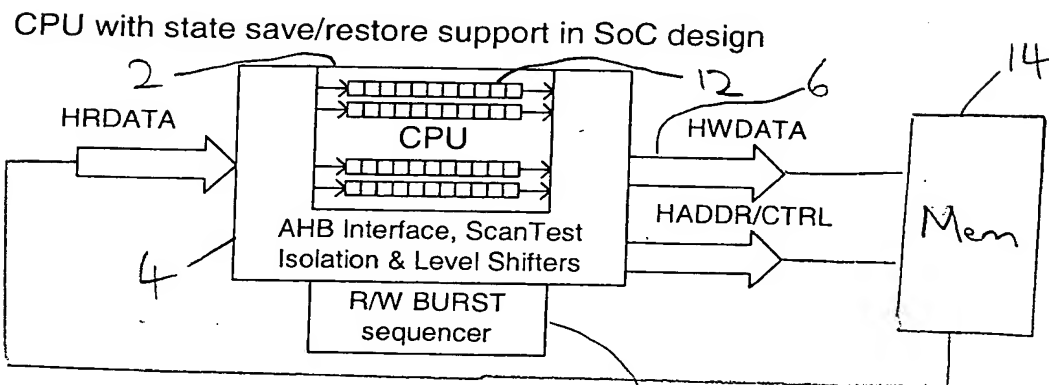 CPU with state save/restore support in SoC design
2
12
6
14
HRDATA
CPU
HWDATA
HADDR/CTRL
Mem
AHB Interface, ScanTest
Isolation & Level Shifters
4
R/W BURST
sequencer